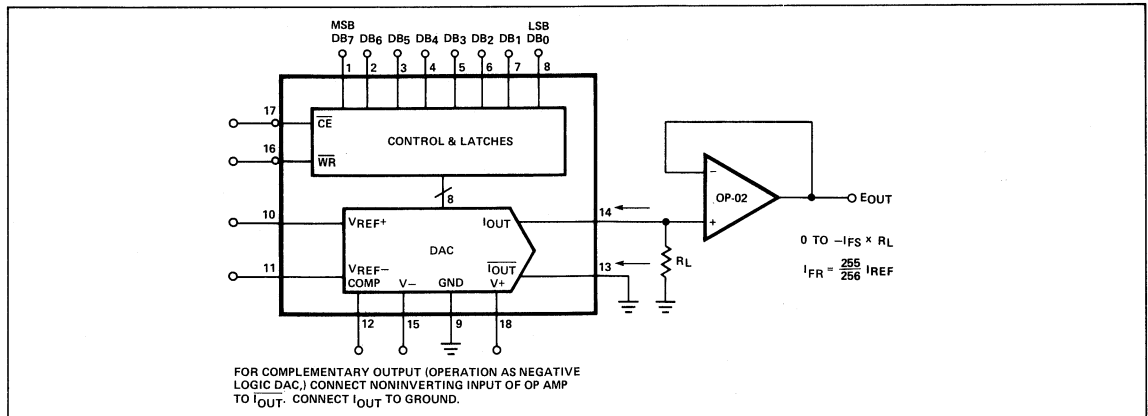 MSB LSB
DB7 DB6 DB5 DB4 DB3 DB2 DB1 DB0
1 2 3 4 5 6 7 8
17
CE
CONTROL & LATCHES
16
WR
8
10
VREF+
IOUT
14
DAC
11
VREF−
IOUT
13
COMP V− GND V+
12 15 9 18
RL
−
OP-02
+
EOUT
0 TO −IFS x RL
IFR = 255/256 IREF
FOR COMPLEMENTARY OUTPUT (OPERATION AS NEGATIVE
LOGIC DAC,) CONNECT NONINVERTING INPUT OF OP AMP
TO IOUT. CONNECT IOUT TO GROUND.